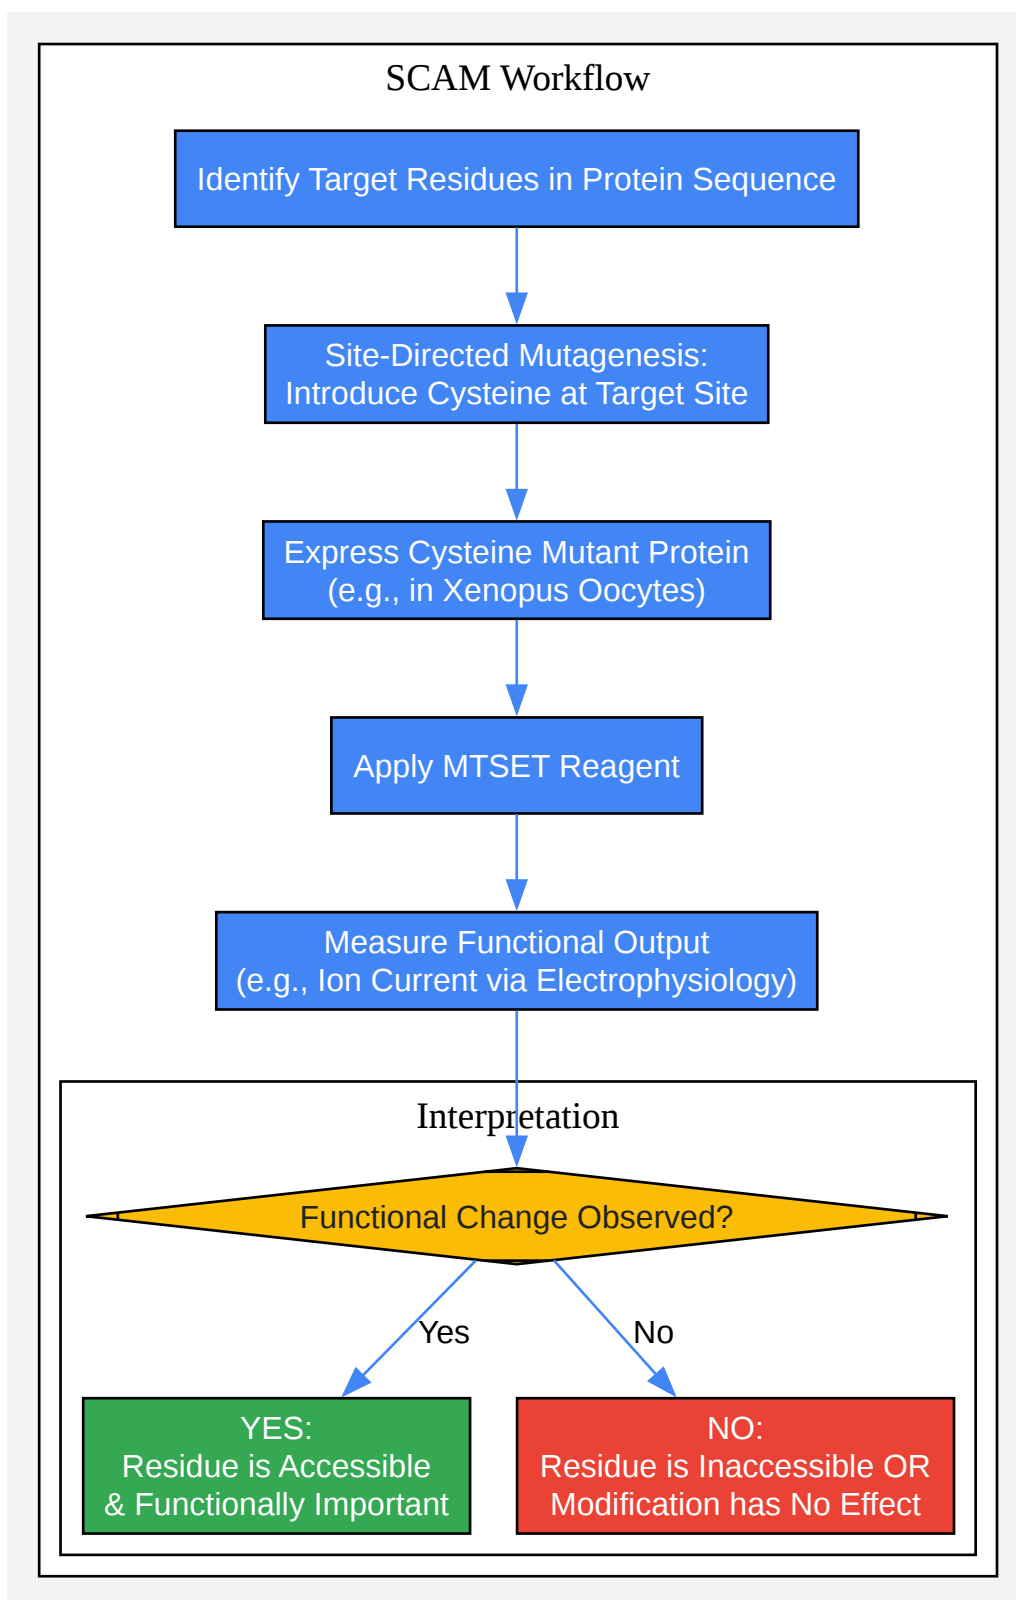 SCAM Workflow
Identify Target Residues in Protein Sequence
Site-Directed Mutagenesis:
Introduce Cysteine at Target Site
Express Cysteine Mutant Protein
(e.g., in Xenopus Oocytes)
Apply MTSET Reagent
Measure Functional Output
(e.g., Ion Current via Electrophysiology)
Interpretation
Functional Change Observed?
Yes
No
YES:
Residue is Accessible
& Functionally Important
NO:
Residue is Inaccessible OR
Modification has No Effect